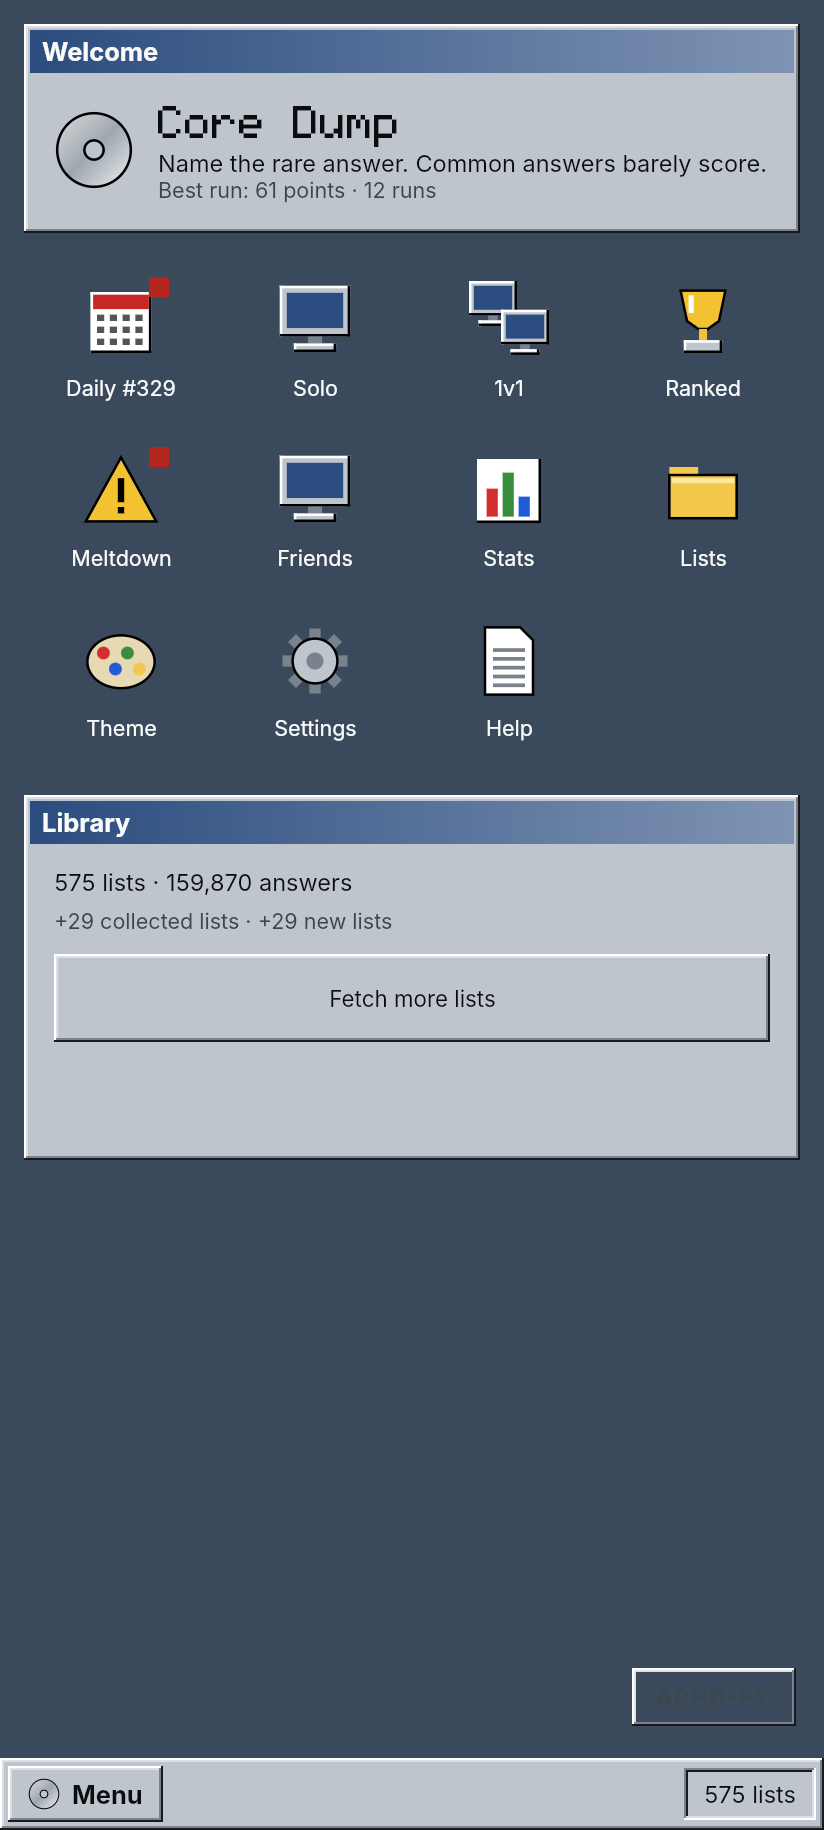 Welcome
Core Dump
Name the rare answer. Common answers barely score.
Best run: 61 points · 12 runs
Daily #329
Solo
1v1
Ranked
Meltdown
Friends
Stats
Lists
Theme
Settings
Help
Library
575 lists · 159,870 answers
+29 collected lists · +29 new lists
Fetch more lists
ADHD-FY
Menu
575 lists